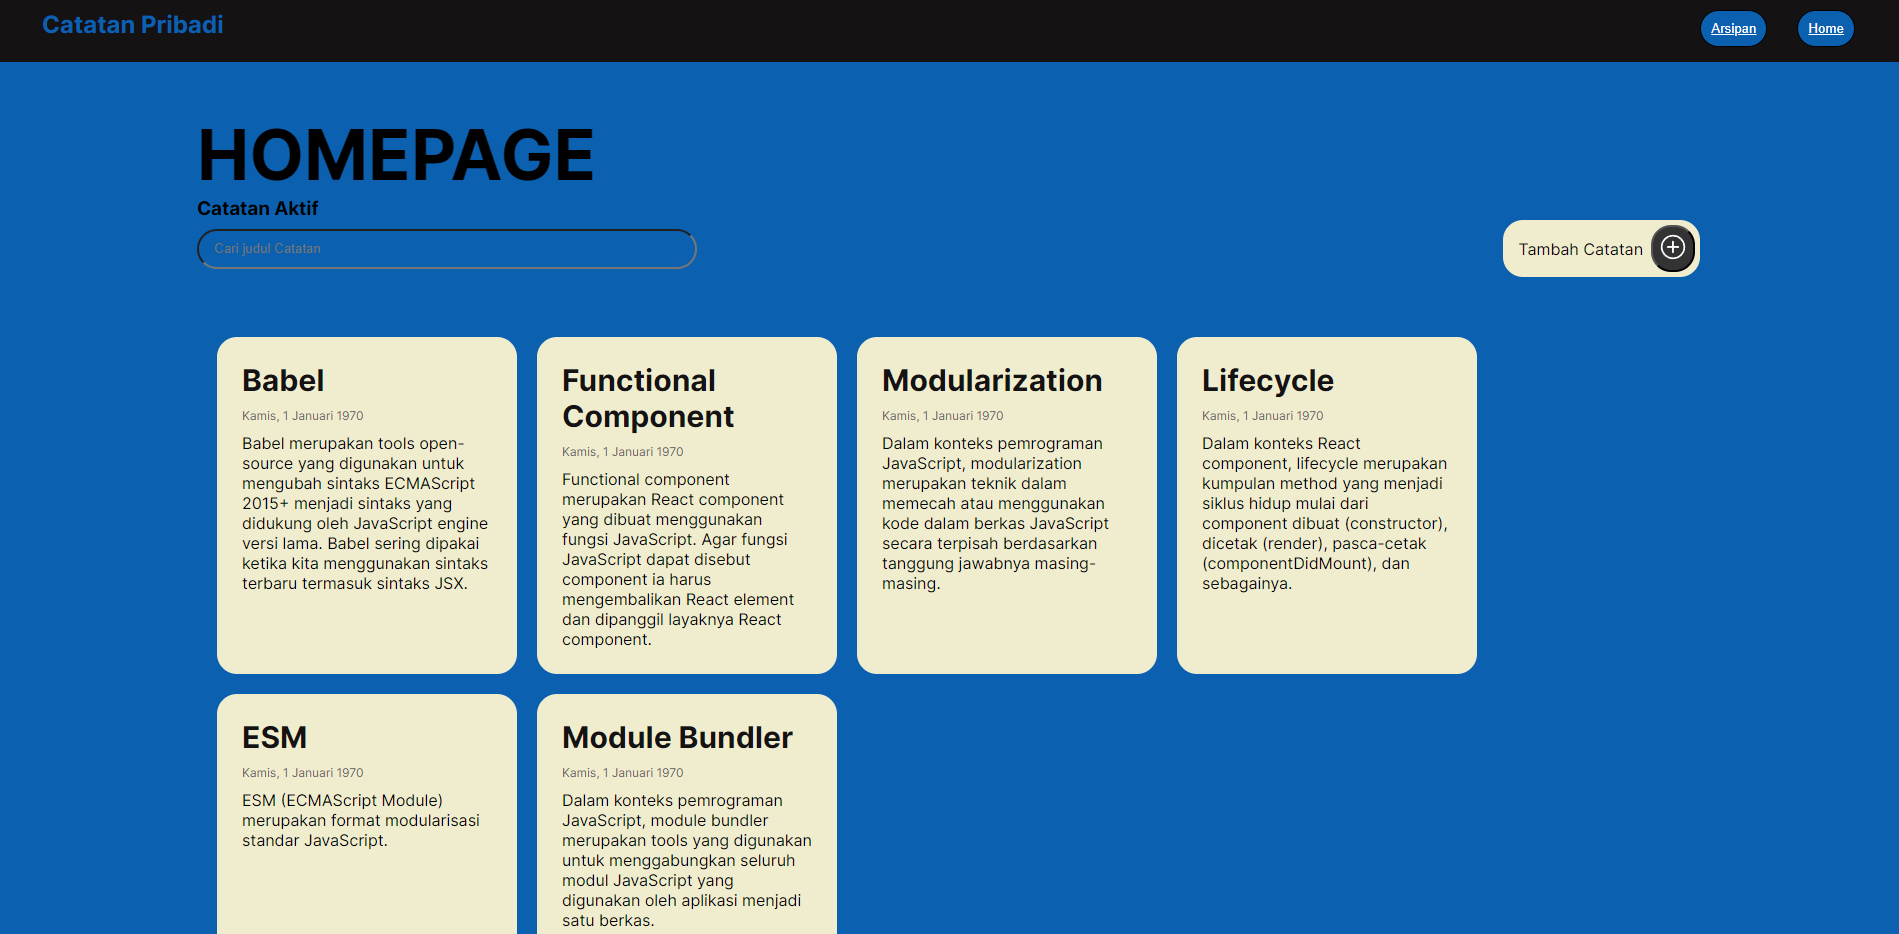 Catatan Pribadi
Arsipan
Home
HOMEPAGE
Catatan Aktif
Cari judul Catatan
Tambah Catatan
Babel
Kamis, 1 Januari 1970
Babel merupakan tools open-
source yang digunakan untuk
mengubah sintaks ECMAScript
2015+ menjadi sintaks yang
didukung oleh JavaScript engine
versi lama. Babel sering dipakai
ketika kita menggunakan sintaks
terbaru termasuk sintaks JSX.
Functional
Component
Kamis, 1 Januari 1970
Functional component
merupakan React component
yang dibuat menggunakan
fungsi JavaScript. Agar fungsi
JavaScript dapat disebut
component ia harus
mengembalikan React element
dan dipanggil layaknya React
component.
Modularization
Kamis, 1 Januari 1970
Dalam konteks pemrograman
JavaScript, modularization
merupakan teknik dalam
memecah atau menggunakan
kode dalam berkas JavaScript
secara terpisah berdasarkan
tanggung jawabnya masing-
masing.
Lifecycle
Kamis, 1 Januari 1970
Dalam konteks React
component, lifecycle merupakan
kumpulan method yang menjadi
siklus hidup mulai dari
component dibuat (constructor),
dicetak (render), pasca-cetak
(componentDidMount), dan
sebagainya.
ESM
Kamis, 1 Januari 1970
ESM (ECMAScript Module)
merupakan format modularisasi
standar JavaScript.
Module Bundler
Kamis, 1 Januari 1970
Dalam konteks pemrograman
JavaScript, module bundler
merupakan tools yang digunakan
untuk menggabungkan seluruh
modul JavaScript yang
digunakan oleh aplikasi menjadi
satu berkas.